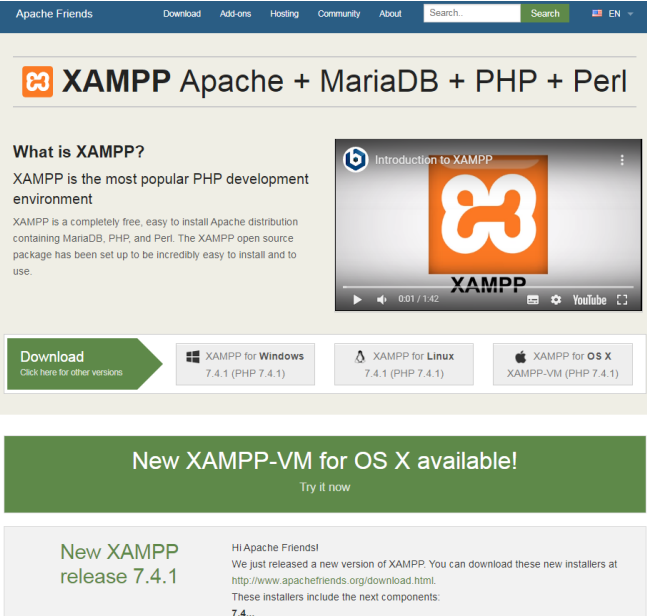 Apache Friends
Download Add-ons Hosting Community About Search.. Search EN
XAMPP Apache + MariaDB + PHP + Perl
What is XAMPP?
XAMPP is the most popular PHP development
environment
XAMPP is a completely free, easy to install Apache distribution
containing MariaDB, PHP, and Perl. The XAMPP open source
package has been set up to be incredibly easy to install and to
use.
Introduction to XAMPP
XAMPP
0:01 / 1:42 YouTube
Download
Click here for other versions
XAMPP for Windows
7.4.1 (PHP 7.4.1)
XAMPP for Linux
7.4.1 (PHP 7.4.1)
XAMPP for OS X
XAMPP-VM (PHP 7.4.1)
New XAMPP-VM for OS X available!
Try it now
New XAMPP
release 7.4.1
Hi Apache Friends!
We just released a new version of XAMPP. You can download these new installers at
http://www.apachefriends.org/download.html.
These installers include the next components:
7.4...